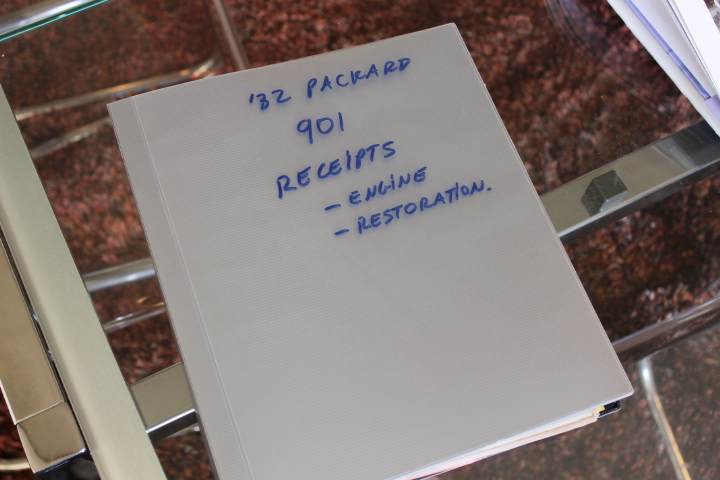 '32 PACKARD
901
RECEIPTS
- ENGINE
- RESTORATION.